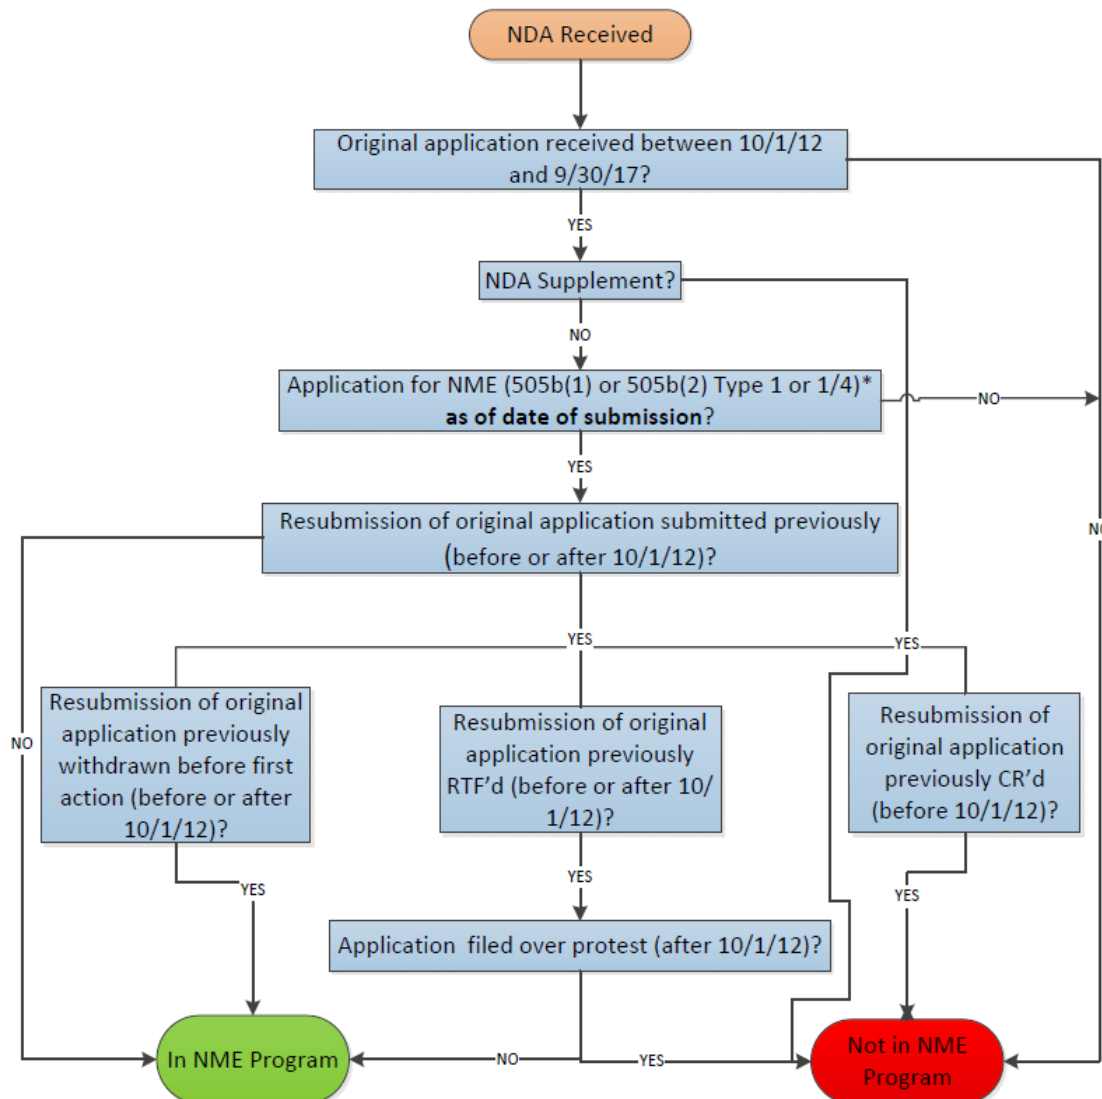 NDA Received
Original application received between 10/1/12
and 9/30/17?
YES
NDA Supplement?
NO
Application for NME (505b(1) or 505b(2) Type 1 or 1/4)*
as of date of submission?
NO
YES
Resubmission of original application submitted previously
(before or after 10/1/12)?
NO
YES
YES
Resubmission of original
application previously
withdrawn before first
action (before or after
10/1/12)?
NO
Resubmission of original
application previously
RTF'd (before or after 10/
1/12)?
Resubmission of
original application
previously CR'd
(before 10/1/12)?
YES
YES
YES
Application filed over protest (after 10/1/12)?
In NME Program
NO
YES
Not in NME
Program